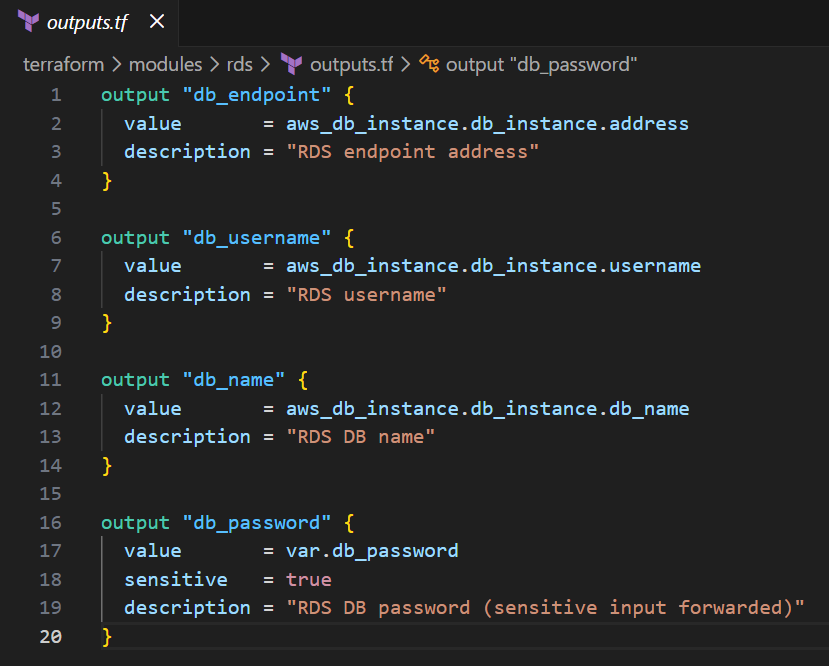 outputs.tf ×
terraform > modules > rds > outputs.tf > output "db_password"
1 output "db_endpoint" {
2   value       = aws_db_instance.db_instance.address
3   description = "RDS endpoint address"
4 }
5
6 output "db_username" {
7   value       = aws_db_instance.db_instance.username
8   description = "RDS username"
9 }
10
11 output "db_name" {
12   value       = aws_db_instance.db_instance.db_name
13   description = "RDS DB name"
14 }
15
16 output "db_password" {
17   value       = var.db_password
18   sensitive   = true
19   description = "RDS DB password (sensitive input forwarded)"
20 }